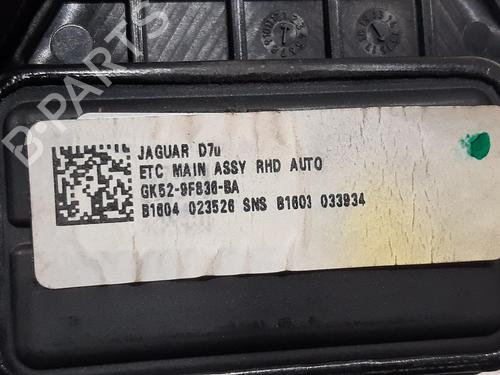 B-PARTS
JAGUAR D7u
ETC MAIN ASSY RHD AUTO
GK52-9F836-BA
B1604 023526 SNS B1603 033934